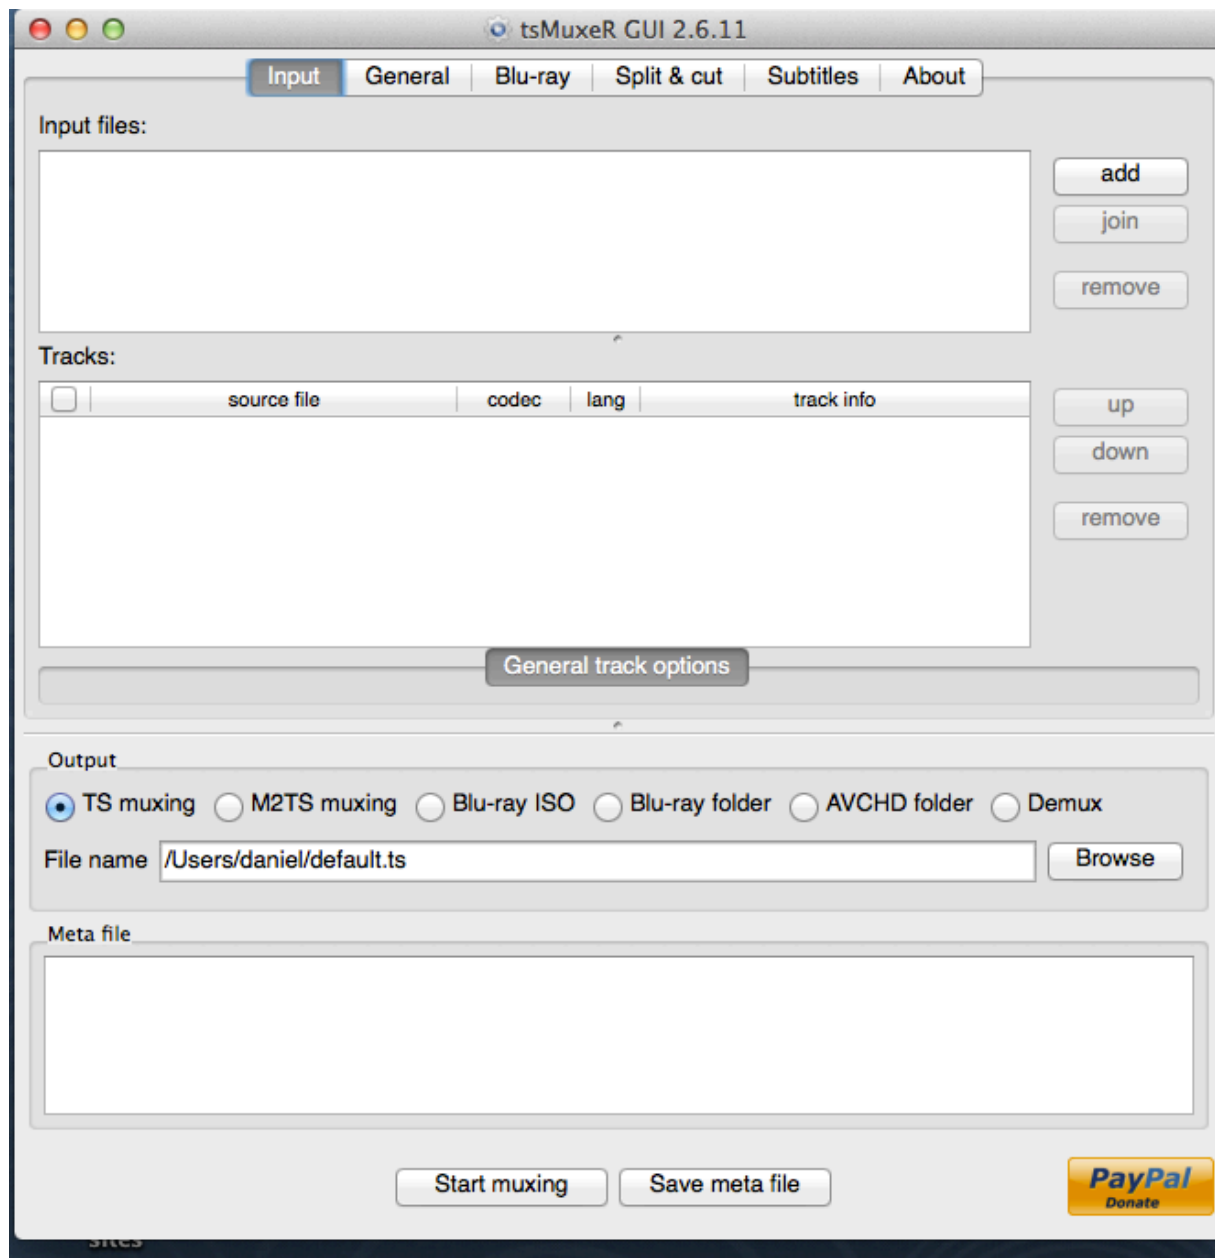 tsMuxeR GUI 2.6.11
Input General Blu-ray Split & cut Subtitles About
Input files:
add
join
remove
Tracks:
source file codec lang track info
up
down
remove
General track options
Output
TS muxing M2TS muxing Blu-ray ISO Blu-ray folder AVCHD folder Demux
File name /Users/daniel/default.ts Browse
Meta file
Start muxing Save meta file
PayPal
Donate
sites